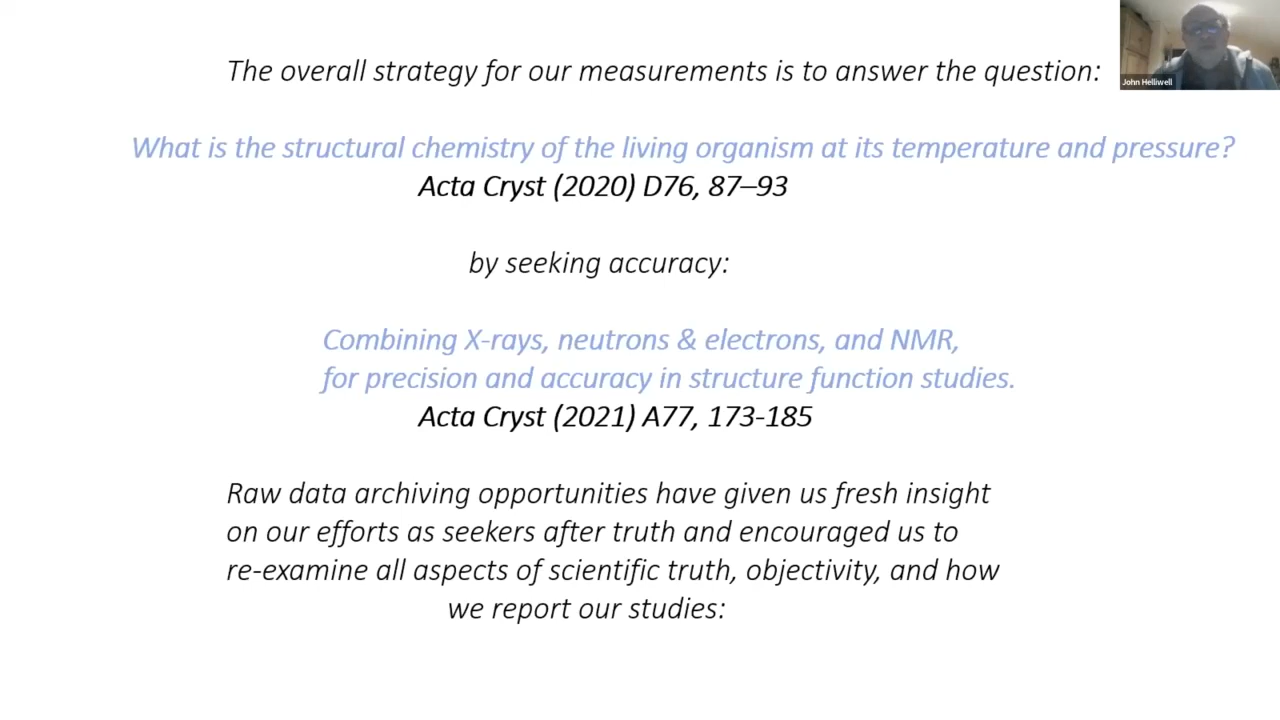 The overall strategy for our measurements is to answer the question:
John Helliwell
What is the structural chemistry of the living organism at its temperature and pressure?
Acta Cryst (2020) D76, 87–93
by seeking accuracy:
Combining X-rays, neutrons & electrons, and NMR,
for precision and accuracy in structure function studies.
Acta Cryst (2021) A77, 173-185
Raw data archiving opportunities have given us fresh insight
on our efforts as seekers after truth and encouraged us to
re-examine all aspects of scientific truth, objectivity, and how
we report our studies: